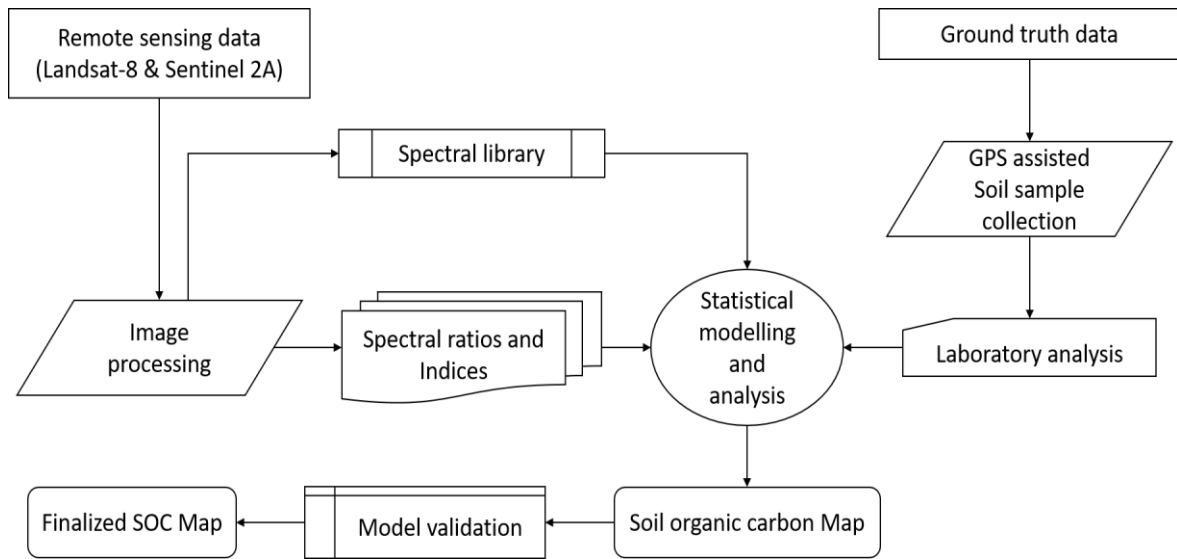 Remote sensing data
(Landsat-8 & Sentinel 2A)
Ground truth data
Spectral library
GPS assisted
Soil sample
collection
Image
processing
Spectral ratios and
Indices
Statistical
modelling
and
analysis
Laboratory analysis
Finalized SOC Map
Model validation
Soil organic carbon Map